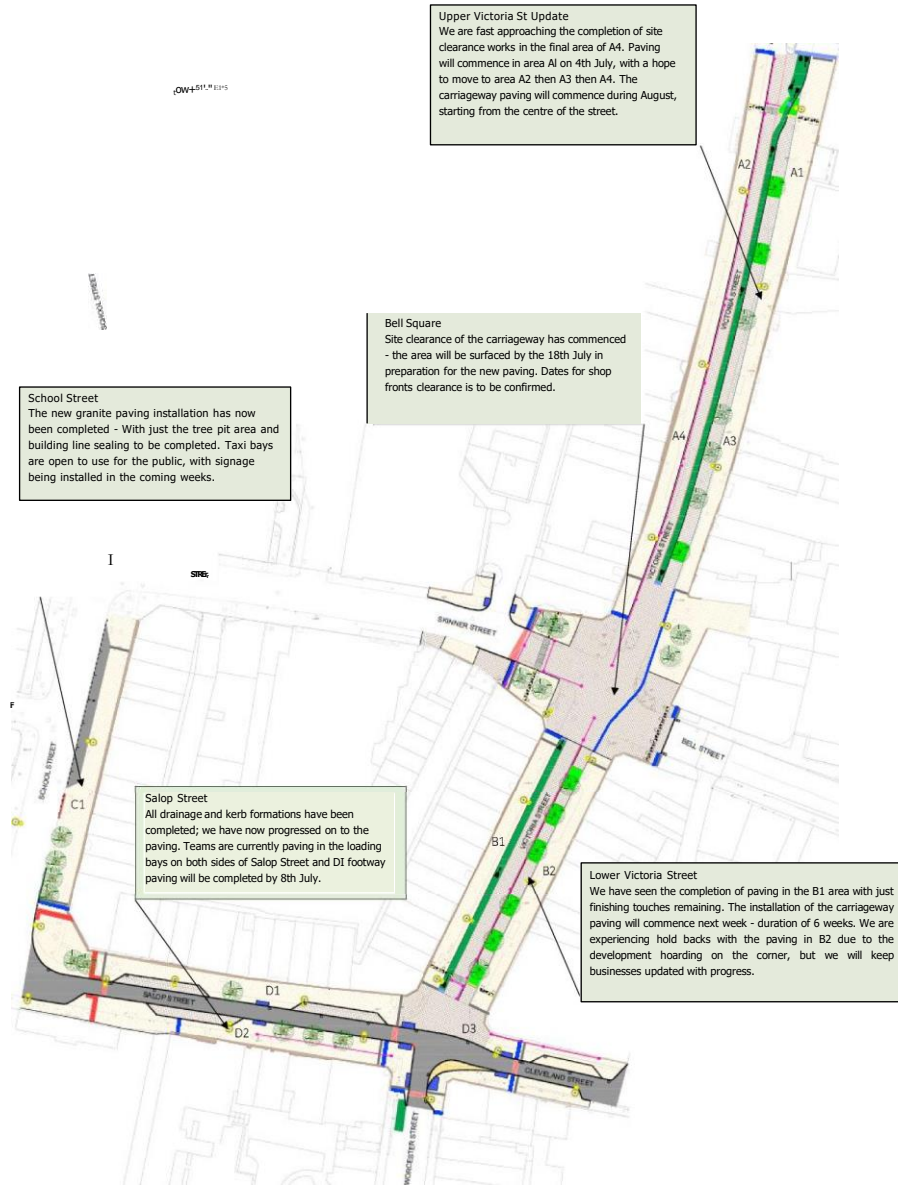 Upper Victoria St Update
We are fast approaching the completion of site
clearance works in the final area of A4. Paving
will commence in area Al on 4th July, with a hope
to move to area A2 then A3 then A4. The
carriageway paving will commence during August,
starting from the centre of the street.
A2
A1
VICTORIA STREET
SCHOOL STREET
Bell Square
Site clearance of the carriageway has commenced
- the area will be surfaced by the 18th July in
preparation for the new paving. Dates for shop
fronts clearance is to be confirmed.
School Street
The new granite paving installation has now
been completed - With just the tree pit area and
building line sealing to be completed. Taxi bays
are open to use for the public, with signage
being installed in the coming weeks.
A4
A3
VICTORIA STREET
I
SKINNER STREET
BELL STREET
F
SCHOOL STREET
C1
Salop Street
All drainage and kerb formations have been
completed; we have now progressed on to the
paving. Teams are currently paving in the loading
bays on both sides of Salop Street and DI footway
paving will be completed by 8th July.
B1
VICTORIA STREET
B2
Lower Victoria Street
We have seen the completion of paving in the B1 area with just
finishing touches remaining. The installation of the carriageway
paving will commence next week - duration of 6 weeks. We are
experiencing hold backs with the paving in B2 due to the
development hoarding on the corner, but we will keep
businesses updated with progress.
D1
SALOP STREET
D2
D3
CLEVELAND STREET
WORCESTER STREET